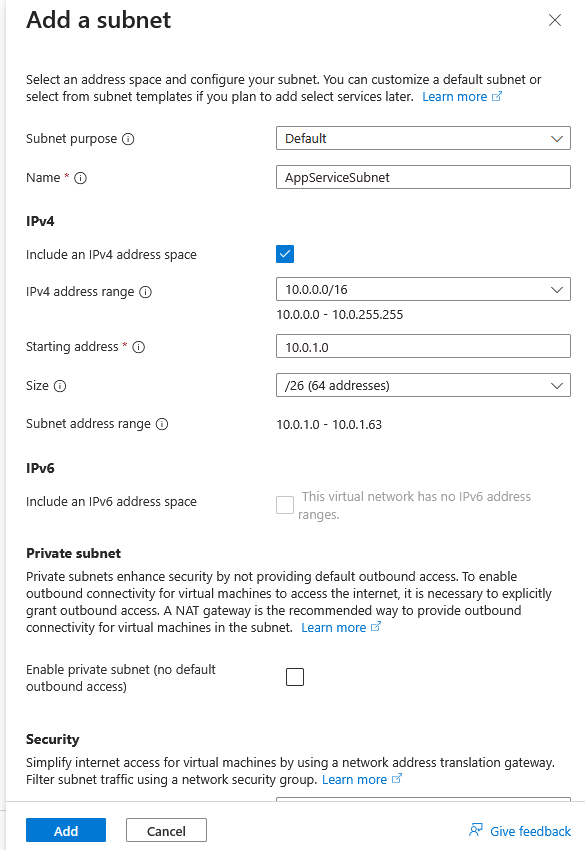 Add a subnet
Select an address space and configure your subnet. You can customize a default subnet or
select from subnet templates if you plan to add select services later. Learn more
Subnet purpose
Default
Name *
AppServiceSubnet
IPv4
Include an IPv4 address space
IPv4 address range
10.0.0.0/16
10.0.0.0 - 10.0.255.255
Starting address *
10.0.1.0
Size
/26 (64 addresses)
Subnet address range
10.0.1.0 - 10.0.1.63
IPv6
Include an IPv6 address space
This virtual network has no IPv6 address
ranges.
Private subnet
Private subnets enhance security by not providing default outbound access. To enable
outbound connectivity for virtual machines to access the internet, it is necessary to explicitly
grant outbound access. A NAT gateway is the recommended way to provide outbound
connectivity for virtual machines in the subnet. Learn more
Enable private subnet (no default
outbound access)
Security
Simplify internet access for virtual machines by using a network address translation gateway.
Filter subnet traffic using a network security group. Learn more
Add
Cancel
Give feedback